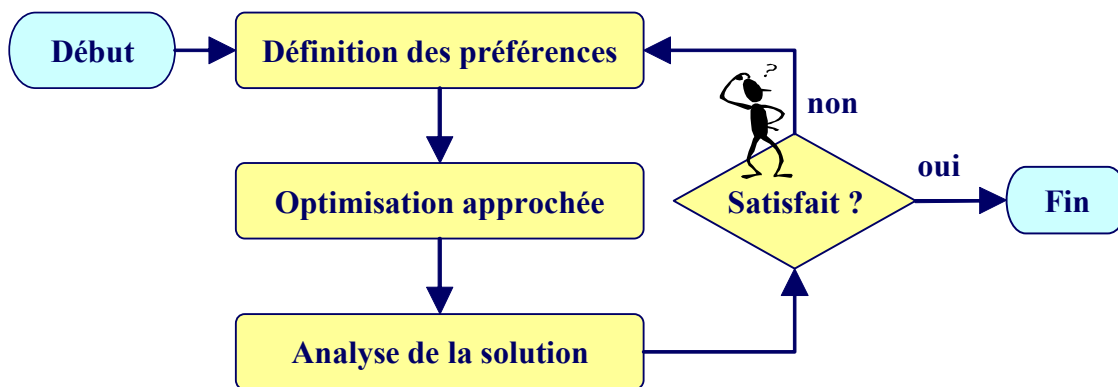 Début
Définition des préférences
?
non
Optimisation approchée
Satisfait ?
oui
Fin
Analyse de la solution